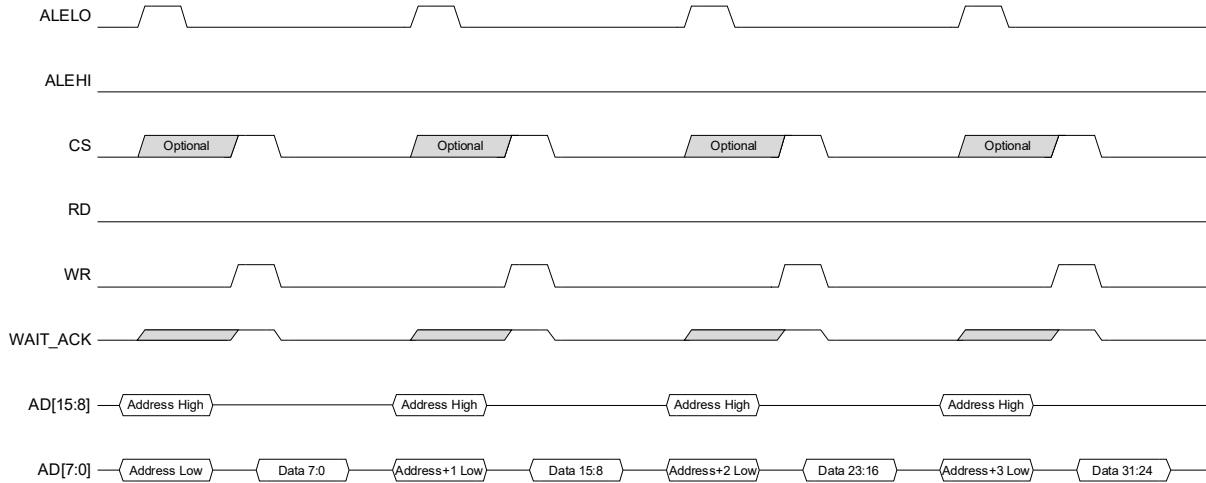 ALELO
ALEHI
CS Optional Optional Optional Optional
RD
WR
WAIT_ACK
AD[15:8] Address High Address High Address High Address High
AD[7:0] Address Low Data 7:0 Address+1 Low Data 15:8 Address+2 Low Data 23:16 Address+3 Low Data 31:24